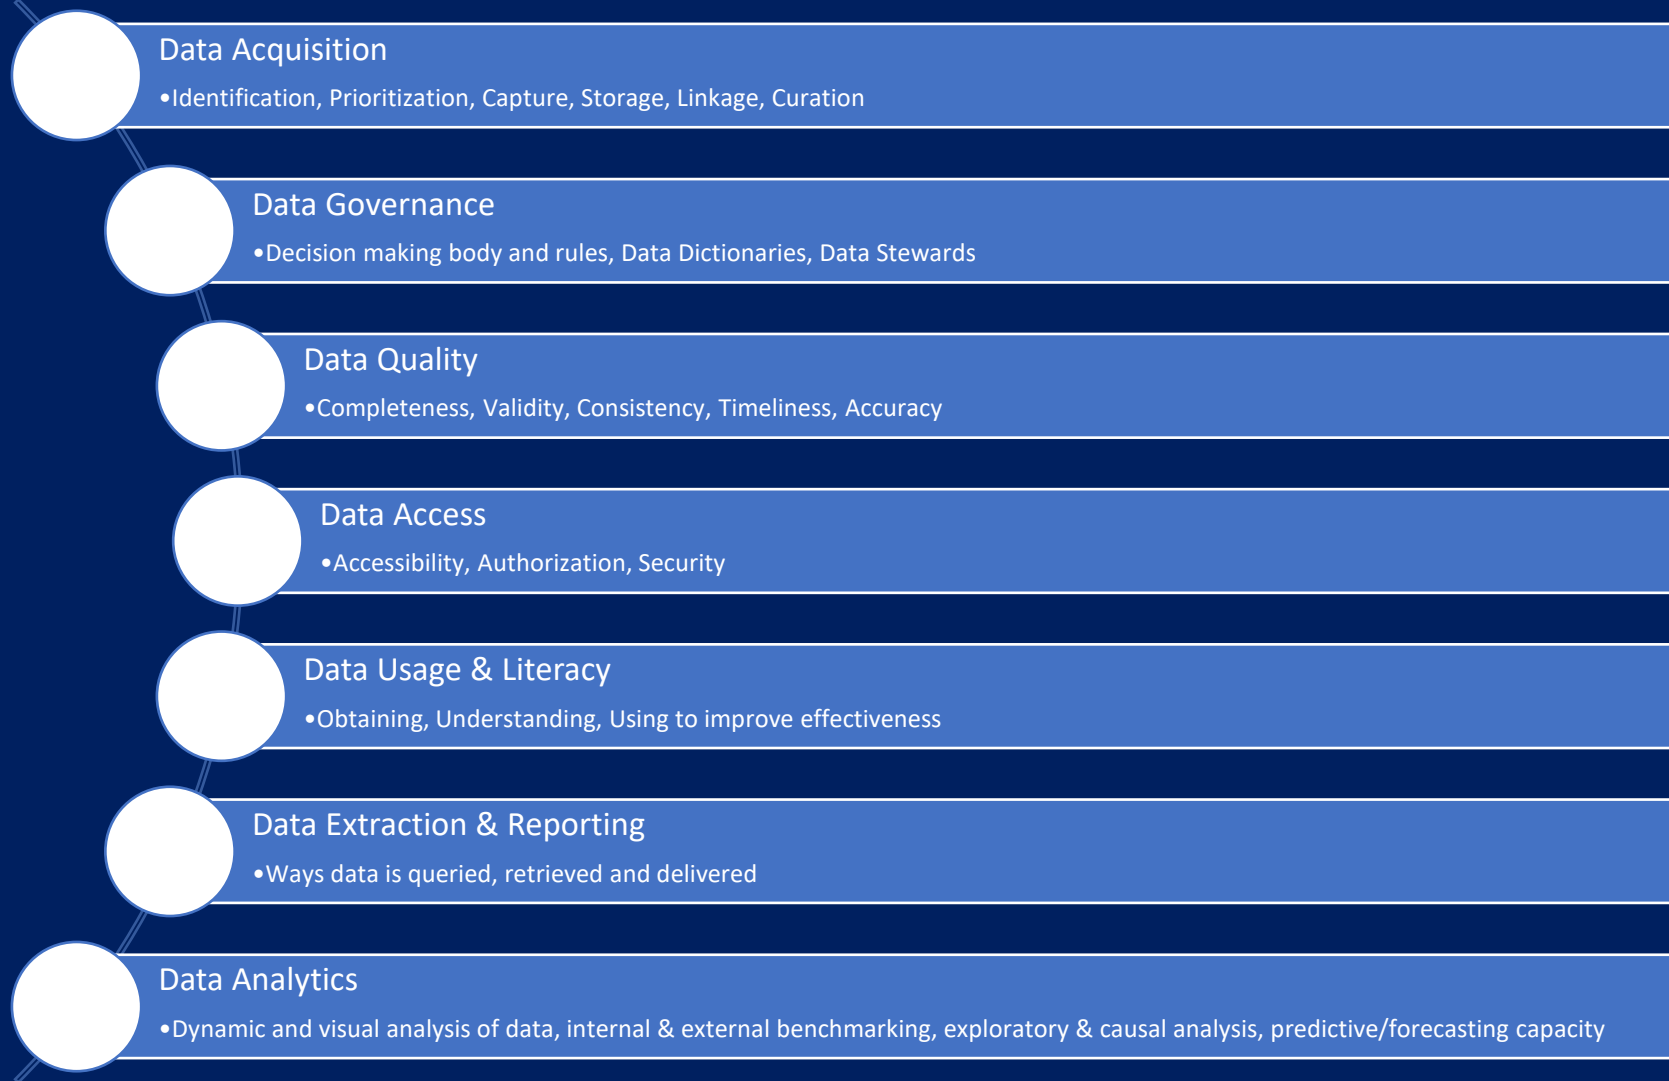 Data Acquisition
•Identification, Prioritization, Capture, Storage, Linkage, Curation
Data Governance
•Decision making body and rules, Data Dictionaries, Data Stewards
Data Quality
•Completeness, Validity, Consistency, Timeliness, Accuracy
Data Access
•Accessibility, Authorization, Security
Data Usage & Literacy
•Obtaining, Understanding, Using to improve effectiveness
Data Extraction & Reporting
•Ways data is queried, retrieved and delivered
Data Analytics
•Dynamic and visual analysis of data, internal & external benchmarking, exploratory & causal analysis, predictive/forecasting capacity